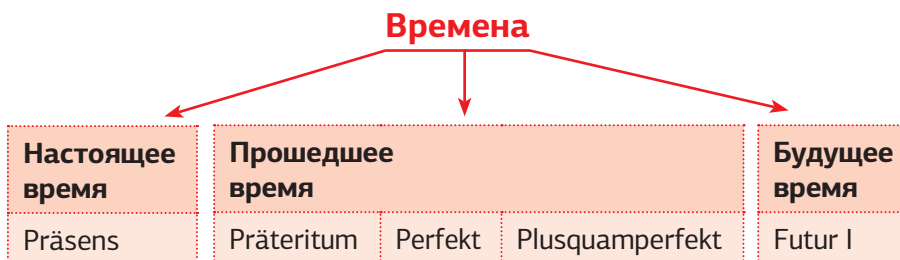 Времена
Настоящее время
Прошедшее время
Будущее время
Präsens
Präteritum
Perfekt
Plusquamperfekt
Futur I